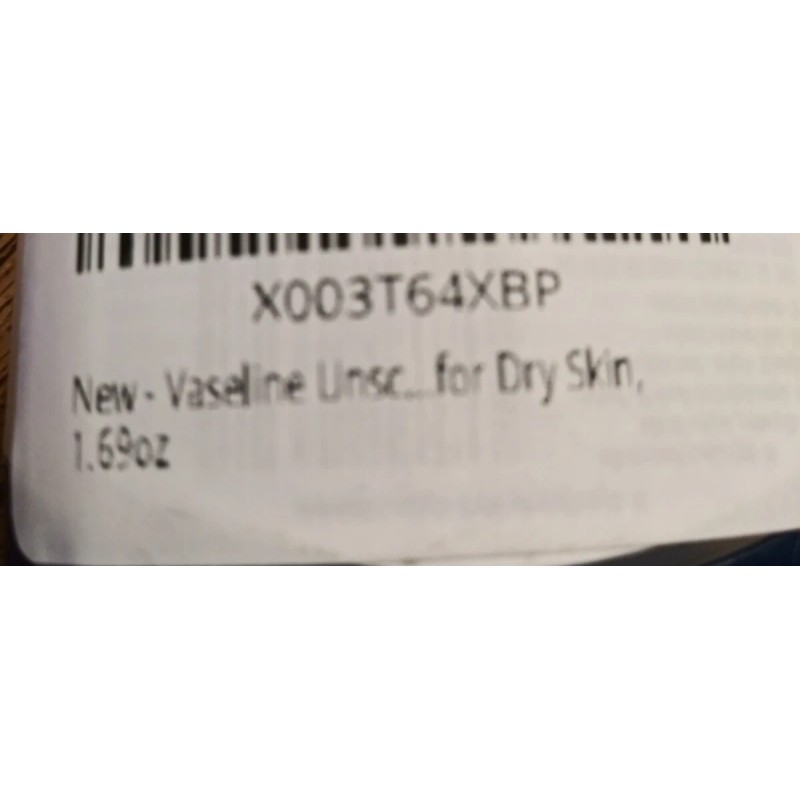 X003T64XBP
New - Vaseline Unsc...for Dry Skin,
1.69oz